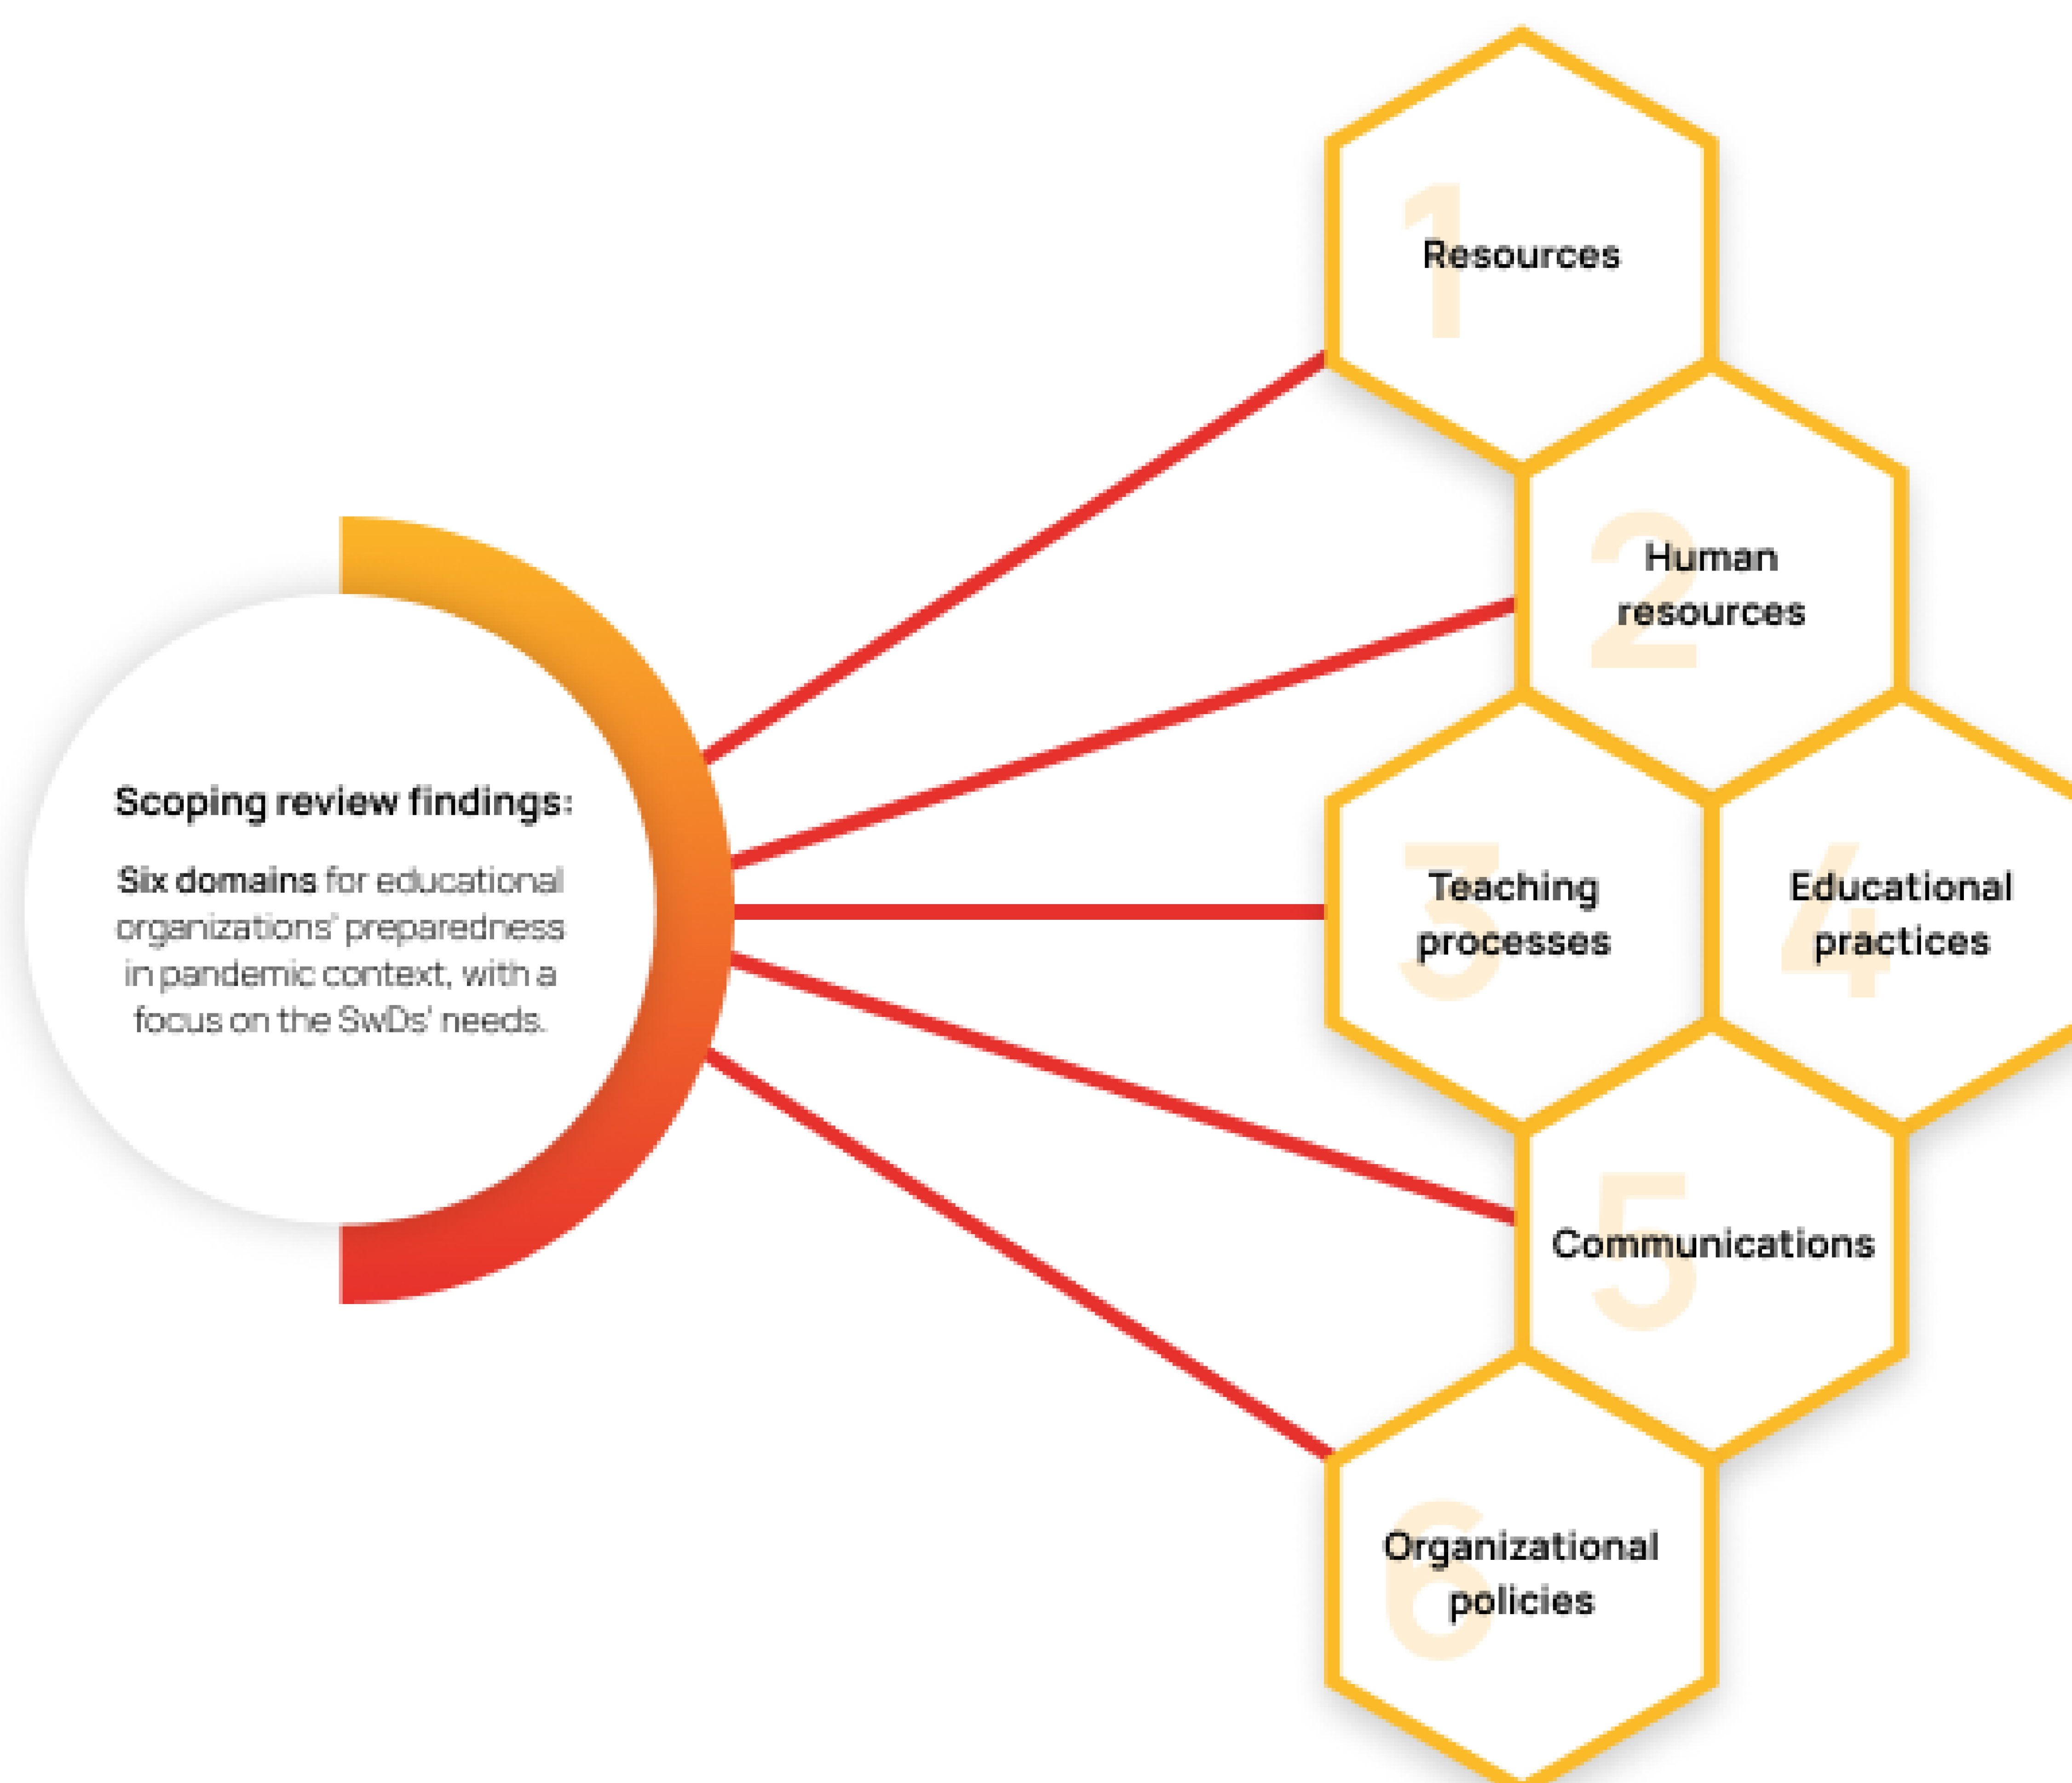 Scoping review findings:
Six domains for educational
organizations' preparedness
in pandemic context, with a
focus on the SwDs' needs.
1
Resources
2
Human
resources
3
Teaching
processes
4
Educational
practices
5
Communications
6
Organizational
policies